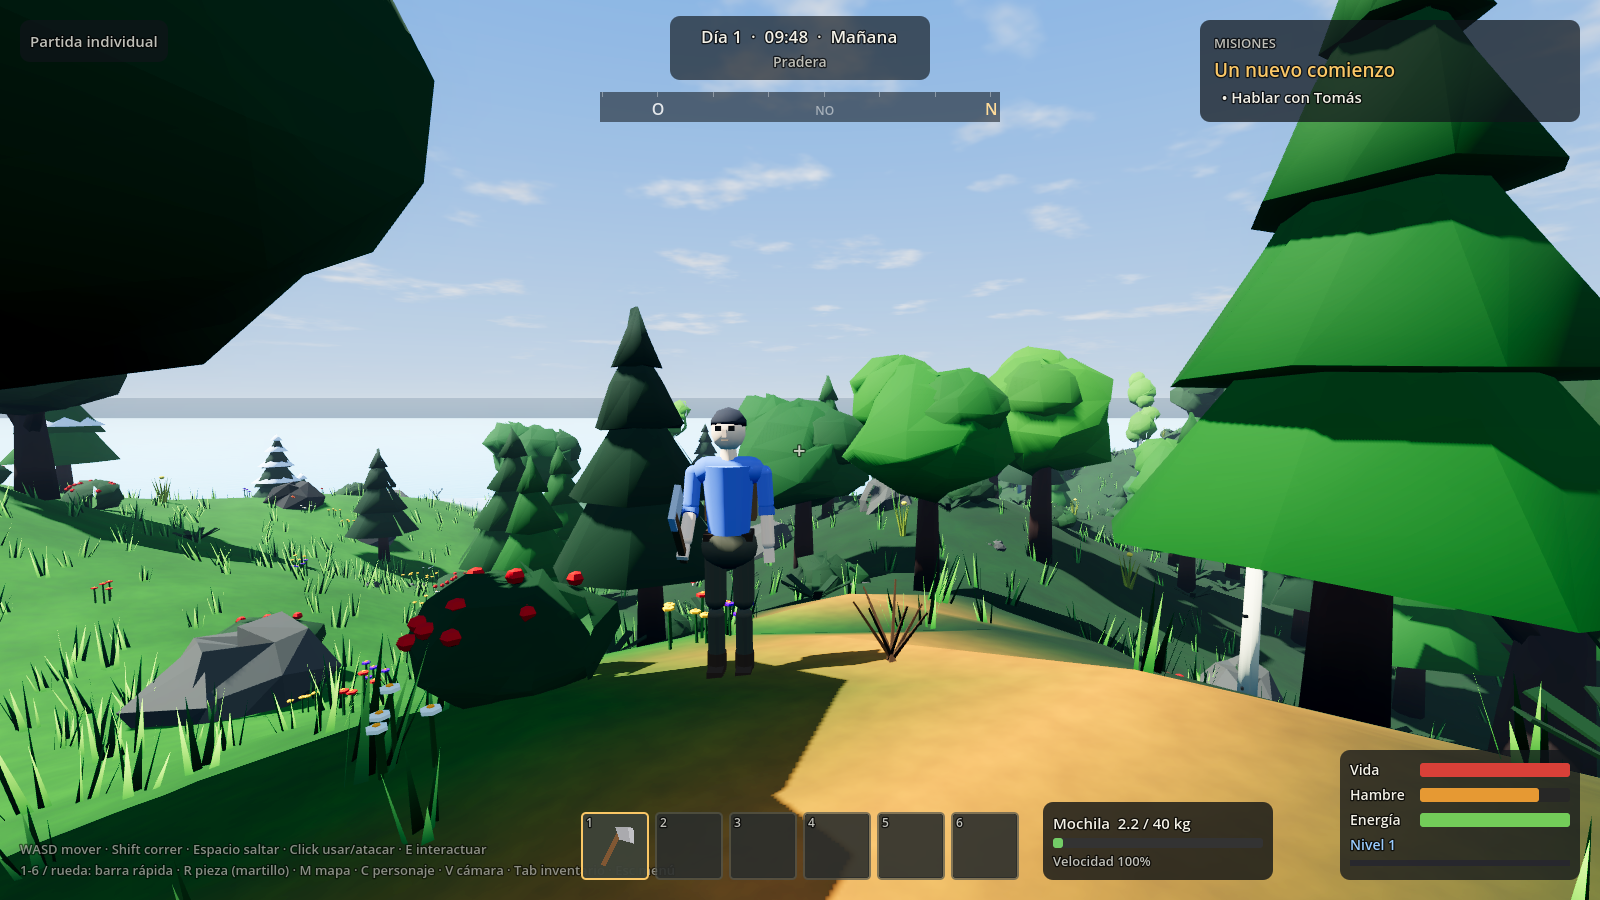 Partida individual
Día 1 · 09:48 · Mañana
Pradera
O NO N
MISIONES
Un nuevo comienzo
• Hablar con Tomás
WASD mover · Shift correr · Espacio saltar · Click usar/atacar · E interactuar
1-6 / rueda: barra rápida · R pieza (martillo) · M mapa · C personaje · V cámara · Tab invent
1 2 3 4 5 6
Mochila 2.2 / 40 kg
Velocidad 100%
Vida
Hambre
Energía
Nivel 1